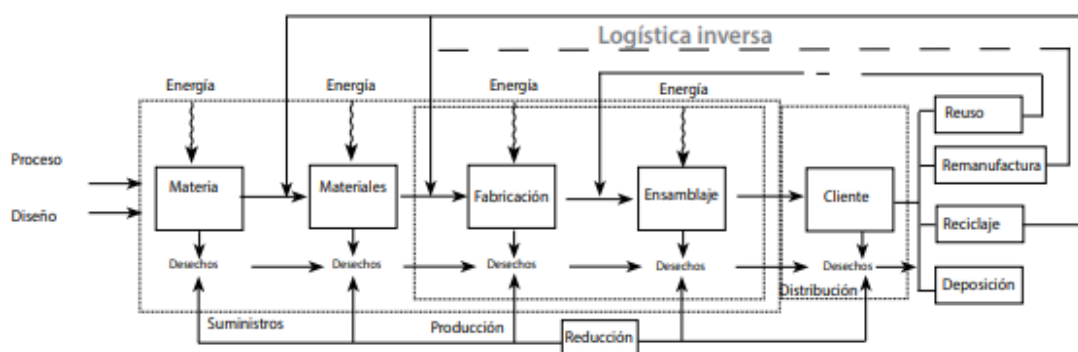 Logística inversa
Energía
Energía
Energía
Energía
Reuso
Proceso
Diseño
Materia
Materiales
Fabricación
Ensamblaje
Cliente
Remanufactura
Reciclaje
Desechos
Desechos
Desechos
Desechos
Desechos
Deposición
Distribución
Suministros
Producción
Reducción